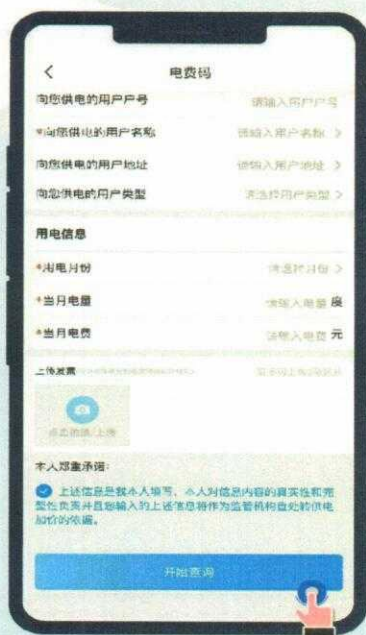 电费码
向您供电的用户户号 请输入用户户号
*向您供电的用户名称 请输入用户名称 >
向您供电的用户地址 请输入用户地址 >
向您供电的用户类型 请选择用户类型 >
用电信息
*用电月份 请选择月份 >
*当月电量 请输入电量 度
*当月电费 请输入电费 元
上传发票
点击拍照/上传
本人郑重承诺:
上述信息是我本人填写，本人对信息内容的真实性和完
整性负责并且您输入的上述信息将作为监管机构查处转供电
加价的依据。
开始查询